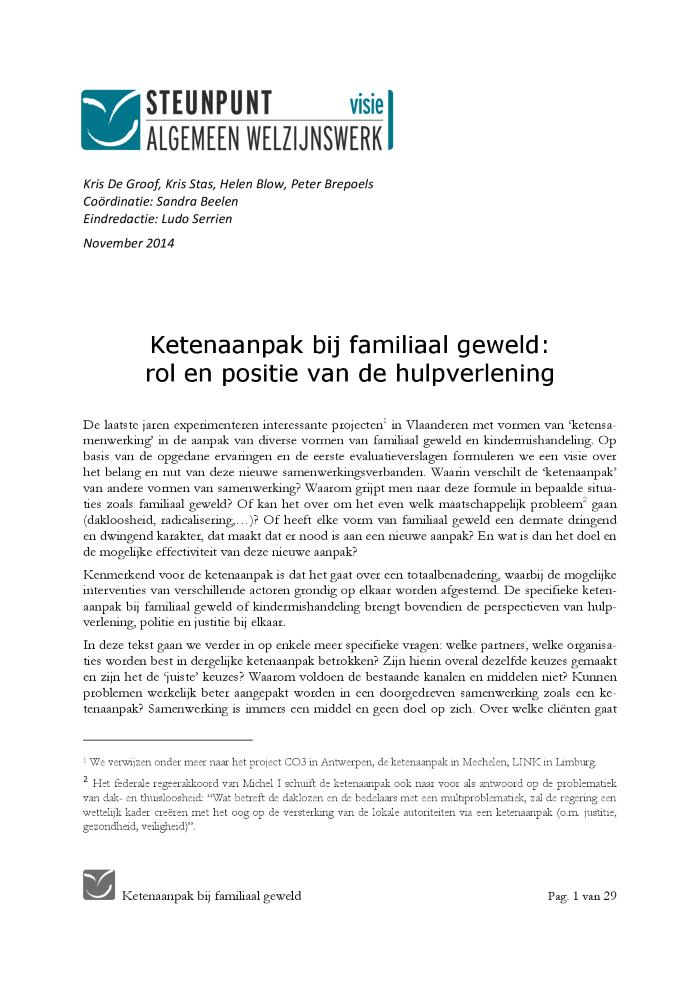 STEUNPUNT visie
ALGEMEEN WELZIJNSWERK
Kris De Groof, Kris Stas, Helen Blow, Peter Brepoels
Coördinatie: Sandra Beelen
Eindredactie: Ludo Serrien
November 2014
Ketenaanpak bij familiaal geweld:
rol en positie van de hulpverlening
De laatste jaren experimenteren interessante projecten1 in Vlaanderen met vormen van ‘ketensa-
menwerking’ in de aanpak van diverse vormen van familiaal geweld en kindermishandeling. Op
basis van de opgedane ervaringen en de eerste evaluatieverslagen formuleren we een visie over
het belang en nut van deze nieuwe samenwerkingsverbanden. Waarin verschilt de ‘ketenaanpak’
van andere vormen van samenwerking? Waarom grijpt men naar deze formule in bepaalde situa-
ties zoals familiaal geweld? Of kan het over om het even welk maatschappelijk probleem2 gaan
(dakloosheid, radicalisering,…)? Of heeft elke vorm van familiaal geweld een dermate dringend
en dwingend karakter, dat maakt dat er nood is aan een nieuwe aanpak? En wat is dan het doel en
de mogelijke effectiviteit van deze nieuwe aanpak?
Kenmerkend voor de ketenaanpak is dat het gaat over een totaalbenadering, waarbij de mogelijke
interventies van verschillende actoren grondig op elkaar worden afgestemd. De specifieke keten-
aanpak bij familiaal geweld of kindermishandeling brengt bovendien de perspectieven van hulp-
verlening, politie en justitie bij elkaar.
In deze tekst gaan we verder in op enkele meer specifieke vragen: welke partners, welke organisa-
ties worden best in dergelijke ketenaanpak betrokken? Zijn hierin overal dezelfde keuzes gemaakt
en zijn het de ‘juiste’ keuzes? Waarom voldoen de bestaande kanalen en middelen niet? Kunnen
problemen werkelijk beter aangepakt worden in een doorgedreven samenwerking zoals een ke-
tenaanpak? Samenwerking is immers een middel en geen doel op zich. Over welke cliënten gaat
1 We verwijzen onder meer naar het project CO3 in Antwerpen, de ketenaanpak in Mechelen, LINK in Limburg.
2 Het federale regeerakkoord van Michel I schuift de ketenaanpak ook naar voor als antwoord op de problematiek
van dak- en thuisloosheid: “Wat betreft de daklozen en de bedelaars met een multiproblematiek, zal de regering een
wettelijk kader creëren met het oog op de versterking van de lokale autoriteiten via een ketenaanpak (o.m. justitie,
gezondheid, veiligheid)”.
Ketenaanpak bij familiaal geweld Pag. 1 van 29